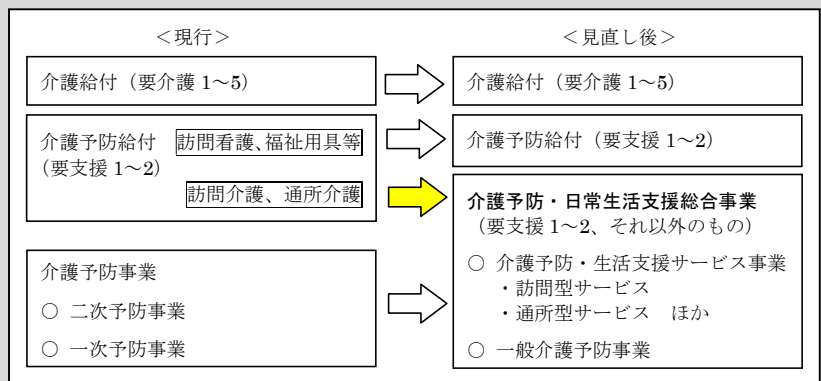 ＜現行＞
＜見直し後＞
介護給付（要介護 1～5）
介護給付（要介護 1～5）
介護予防給付
訪問看護、福祉用具等
（要支援 1～2）
訪問介護、通所介護
介護予防給付（要支援 1～2）
介護予防・日常生活支援総合事業
（要支援 1～2、それ以外のもの）
○ 介護予防・生活支援サービス事業
・訪問型サービス
・通所型サービス　ほか
○ 一般介護予防事業
介護予防事業
○ 二次予防事業
○ 一次予防事業